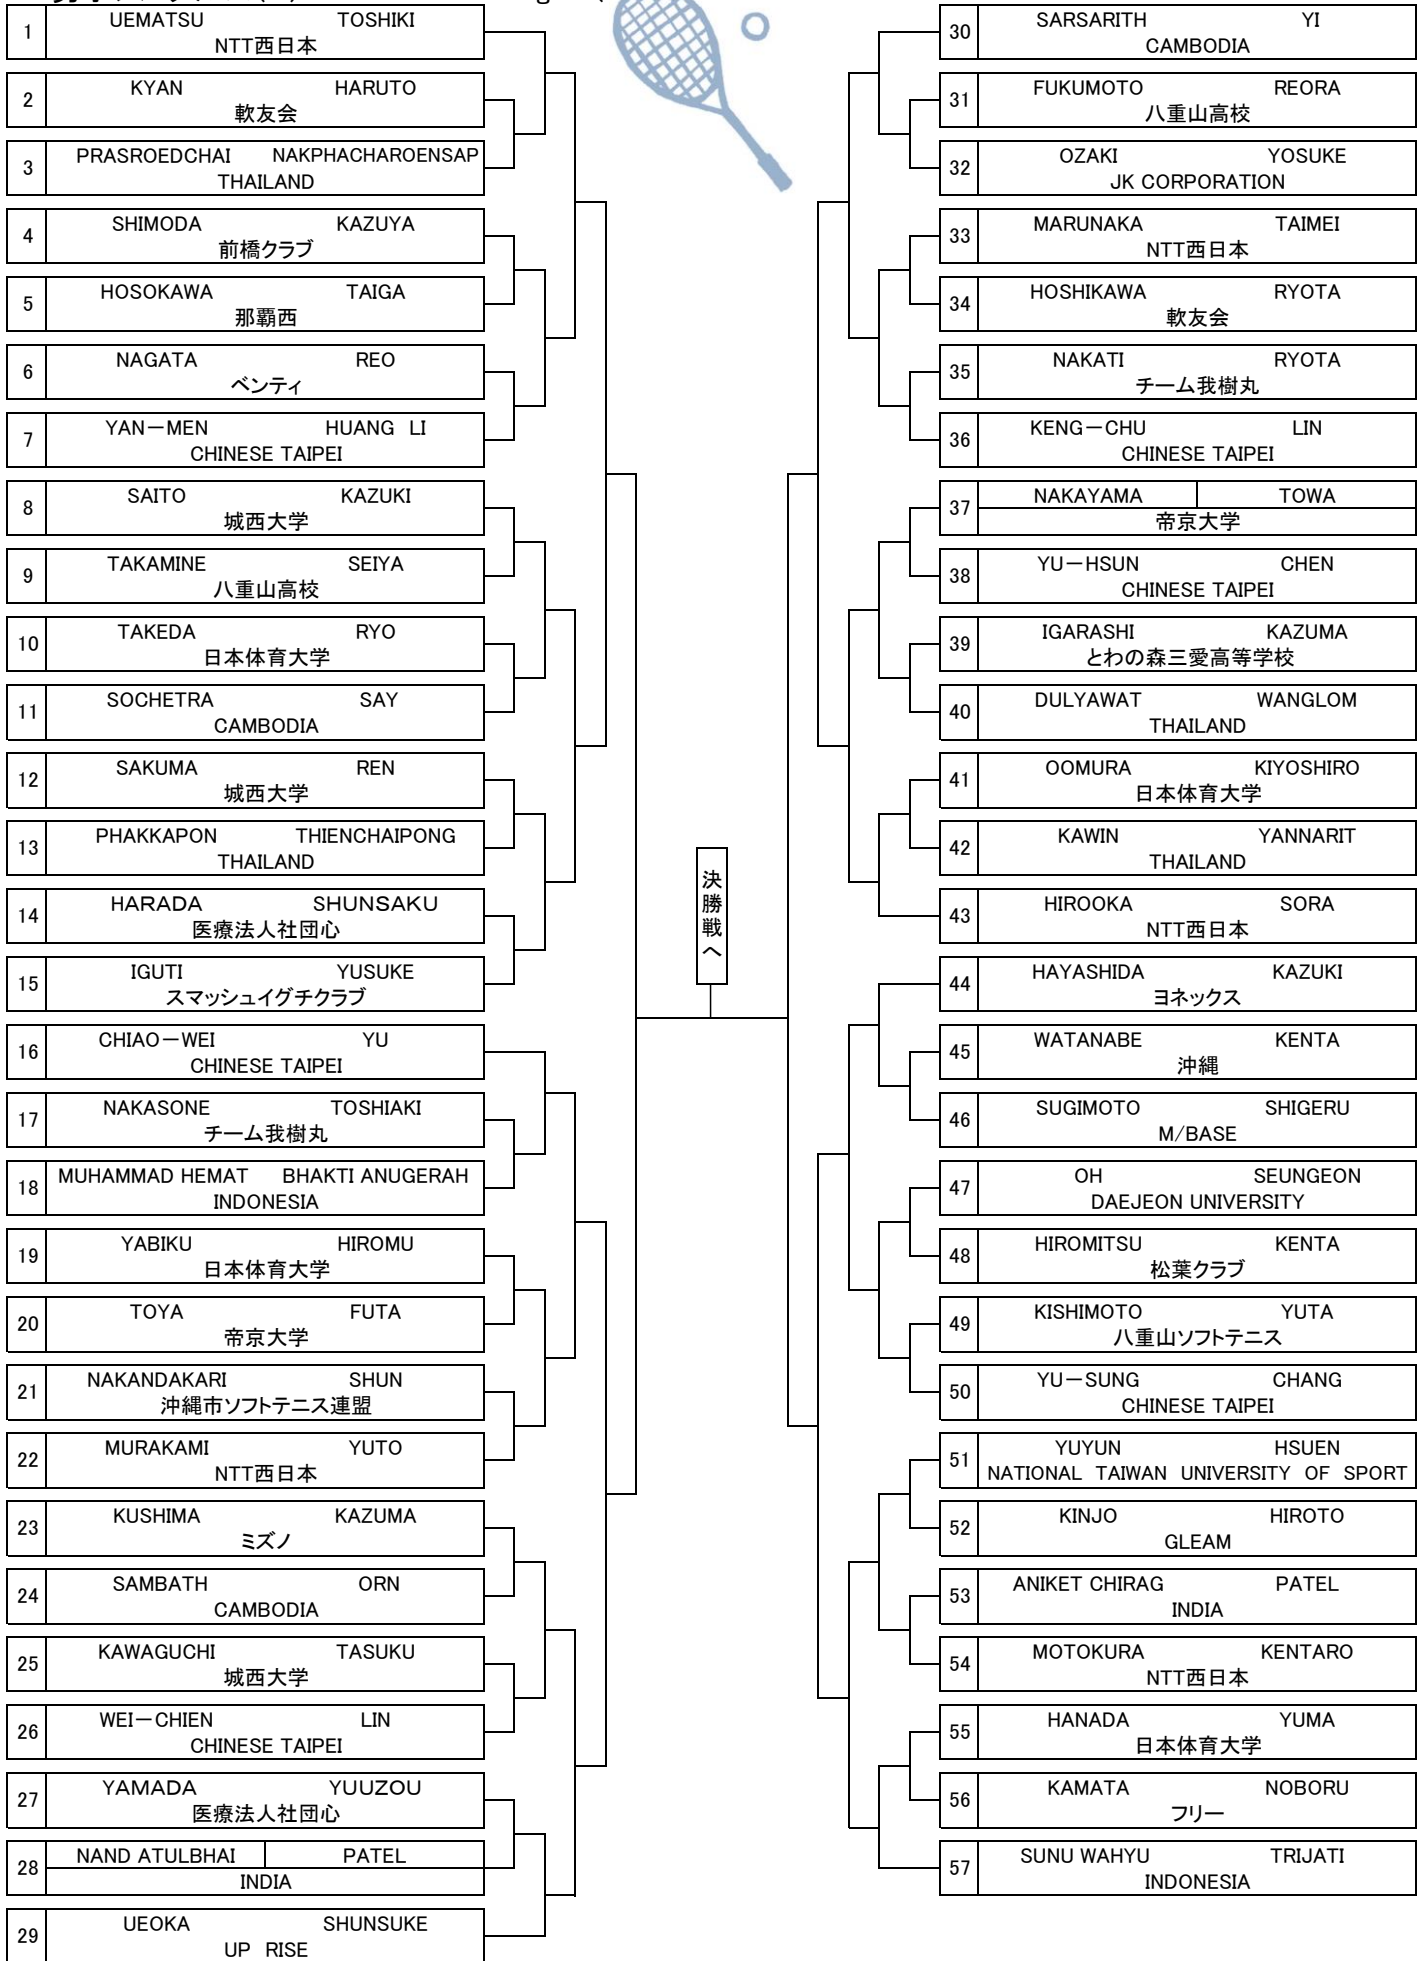 1 UEMATSU TOSHIKI
NTT西日本
2 KYAN HARUTO
軟友会
3 PRASROEDCHAI NAKPHACHAROENSAP
THAILAND
4 SHIMODA KAZUYA
前橋クラブ
5 HOSOKAWA TAIGA
那覇西
6 NAGATA REO
ベンティ
7 YAN－MEN HUANG LI
CHINESE TAIPEI
8 SAITO KAZUKI
城西大学
9 TAKAMINE SEIYA
八重山高校
10 TAKEDA RYO
日本体育大学
11 SOCHETRA SAY
CAMBODIA
12 SAKUMA REN
城西大学
13 PHAKKAPON THIENCHAIPONG
THAILAND
14 HARADA SHUNSAKU
医療法人社団心
15 IGUTI YUSUKE
スマッシュイグチクラブ
16 CHIAO－WEI YU
CHINESE TAIPEI
17 NAKASONE TOSHIAKI
チーム我樹丸
18 MUHAMMAD HEMAT BHAKTI ANUGERAH
INDONESIA
19 YABIKU HIROMU
日本体育大学
20 TOYA FUTA
帝京大学
21 NAKANDAKARI SHUN
沖縄市ソフトテニス連盟
22 MURAKAMI YUTO
NTT西日本
23 KUSHIMA KAZUMA
ミズノ
24 SAMBATH ORN
CAMBODIA
25 KAWAGUCHI TASUKU
城西大学
26 WEI－CHIEN LIN
CHINESE TAIPEI
27 YAMADA YUUZOU
医療法人社団心
28 NAND ATULBHAI PATEL
INDIA
29 UEOKA SHUNSUKE
UP RISE
決勝戦へ
30 SARSARITH YI
CAMBODIA
31 FUKUMOTO REORA
八重山高校
32 OZAKI YOSUKE
JK CORPORATION
33 MARUNAKA TAIMEI
NTT西日本
34 HOSHIKAWA RYOTA
軟友会
35 NAKATI RYOTA
チーム我樹丸
36 KENG－CHU LIN
CHINESE TAIPEI
37 NAKAYAMA TOWA
帝京大学
38 YU－HSUN CHEN
CHINESE TAIPEI
39 IGARASHI KAZUMA
とわの森三愛高等学校
40 DULYAWAT WANGLOM
THAILAND
41 OOMURA KIYOSHIRO
日本体育大学
42 KAWIN YANNARIT
THAILAND
43 HIROOKA SORA
NTT西日本
44 HAYASHIDA KAZUKI
ヨネックス
45 WATANABE KENTA
沖縄
46 SUGIMOTO SHIGERU
M/BASE
47 OH SEUNGEON
DAEJEON UNIVERSITY
48 HIROMITSU KENTA
松葉クラブ
49 KISHIMOTO YUTA
八重山ソフトテニス
50 YU－SUNG CHANG
CHINESE TAIPEI
51 YUYUN HSUEN
NATIONAL TAIWAN UNIVERSITY OF SPORT
52 KINJO HIROTO
GLEAM
53 ANIKET CHIRAG PATEL
INDIA
54 MOTOKURA KENTARO
NTT西日本
55 HANADA YUMA
日本体育大学
56 KAMATA NOBORU
フリー
57 SUNU WAHYU TRIJATI
INDONESIA